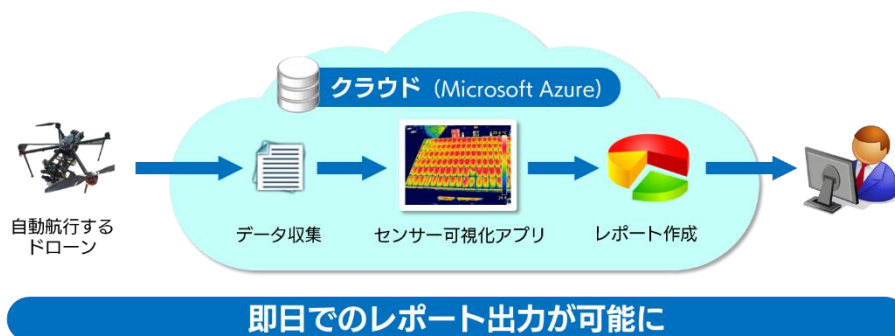 クラウド（Microsoft Azure）
自動航行する
ドローン
データ収集
センサー可視化アプリ
レポート作成
即日でのレポート出力が可能に